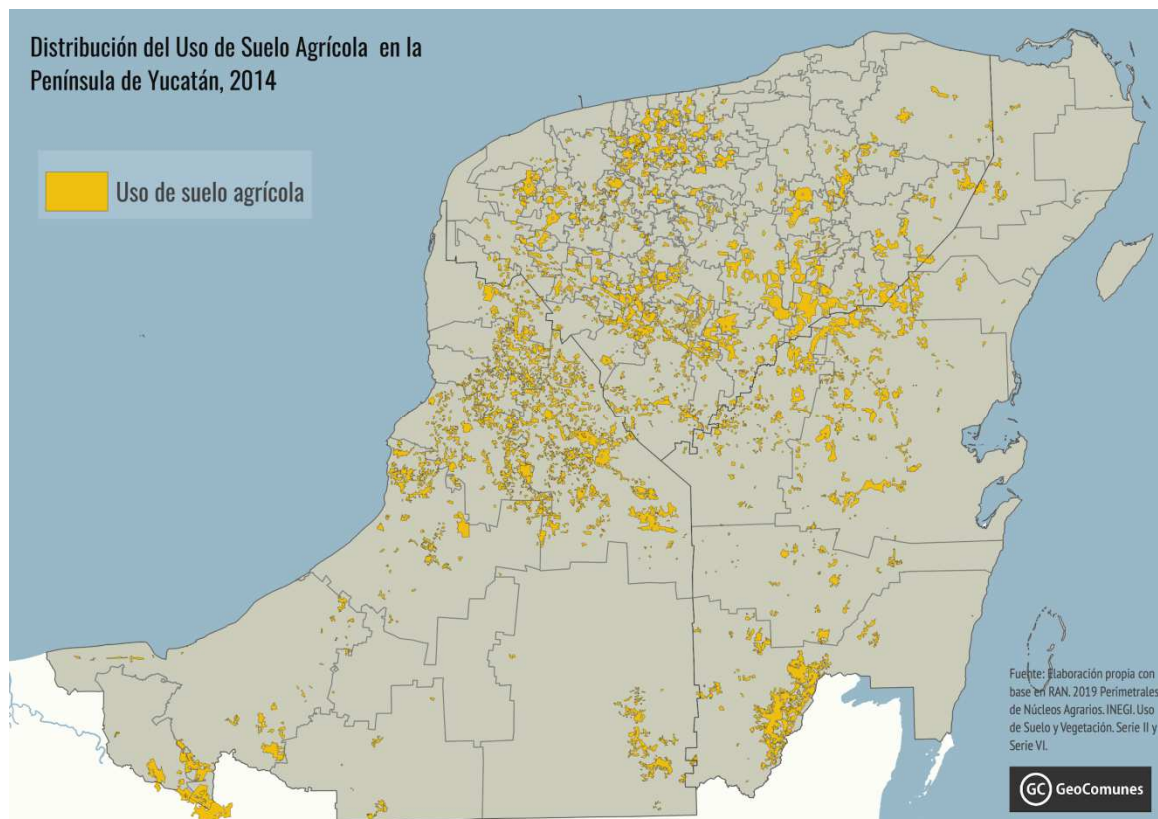 Distribución del Uso de Suelo Agrícola en la
Península de Yucatán, 2014
Uso de suelo agrícola
Fuente: Elaboración propia con
base en RAN. 2019 Perimetrales
de Núcleos Agrarios. INEGI. Uso
de Suelo y Vegetación. Serie II y
Serie VI.
GC GeoComunes